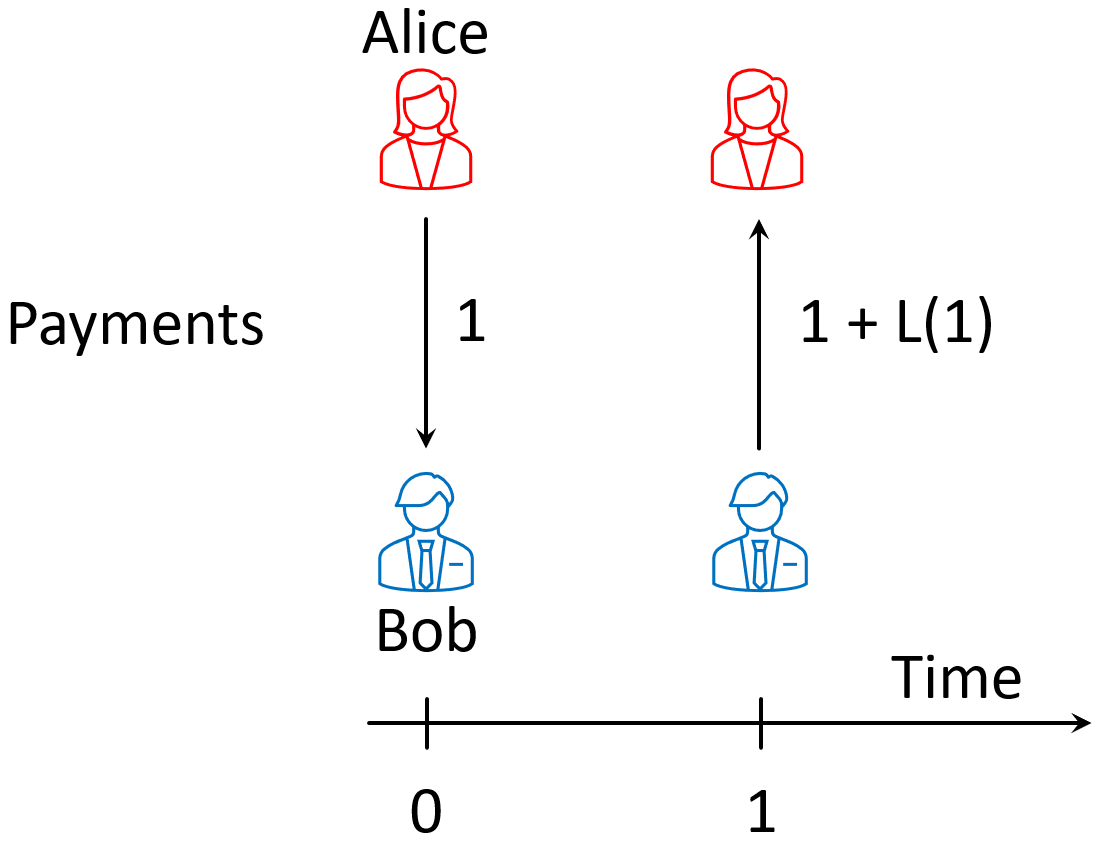 Alice
Payments
1
1 + L(1)
Bob
Time
0
1